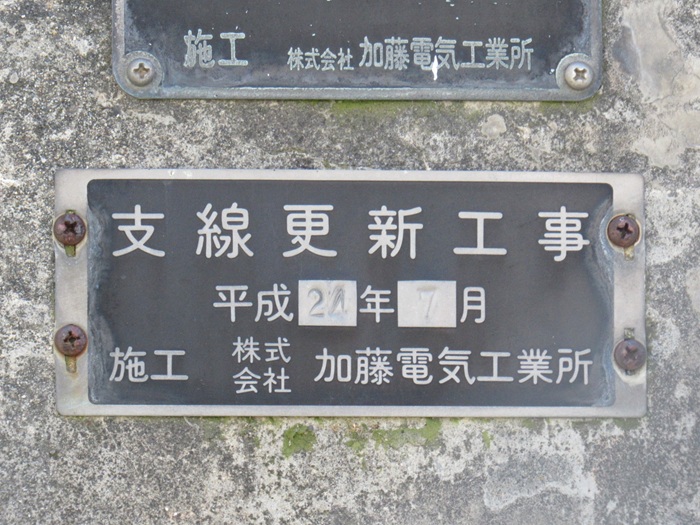 施工 株式会社 加藤電気工業所
支線更新工事
平成24年7月
施工 株式会社 加藤電気工業所